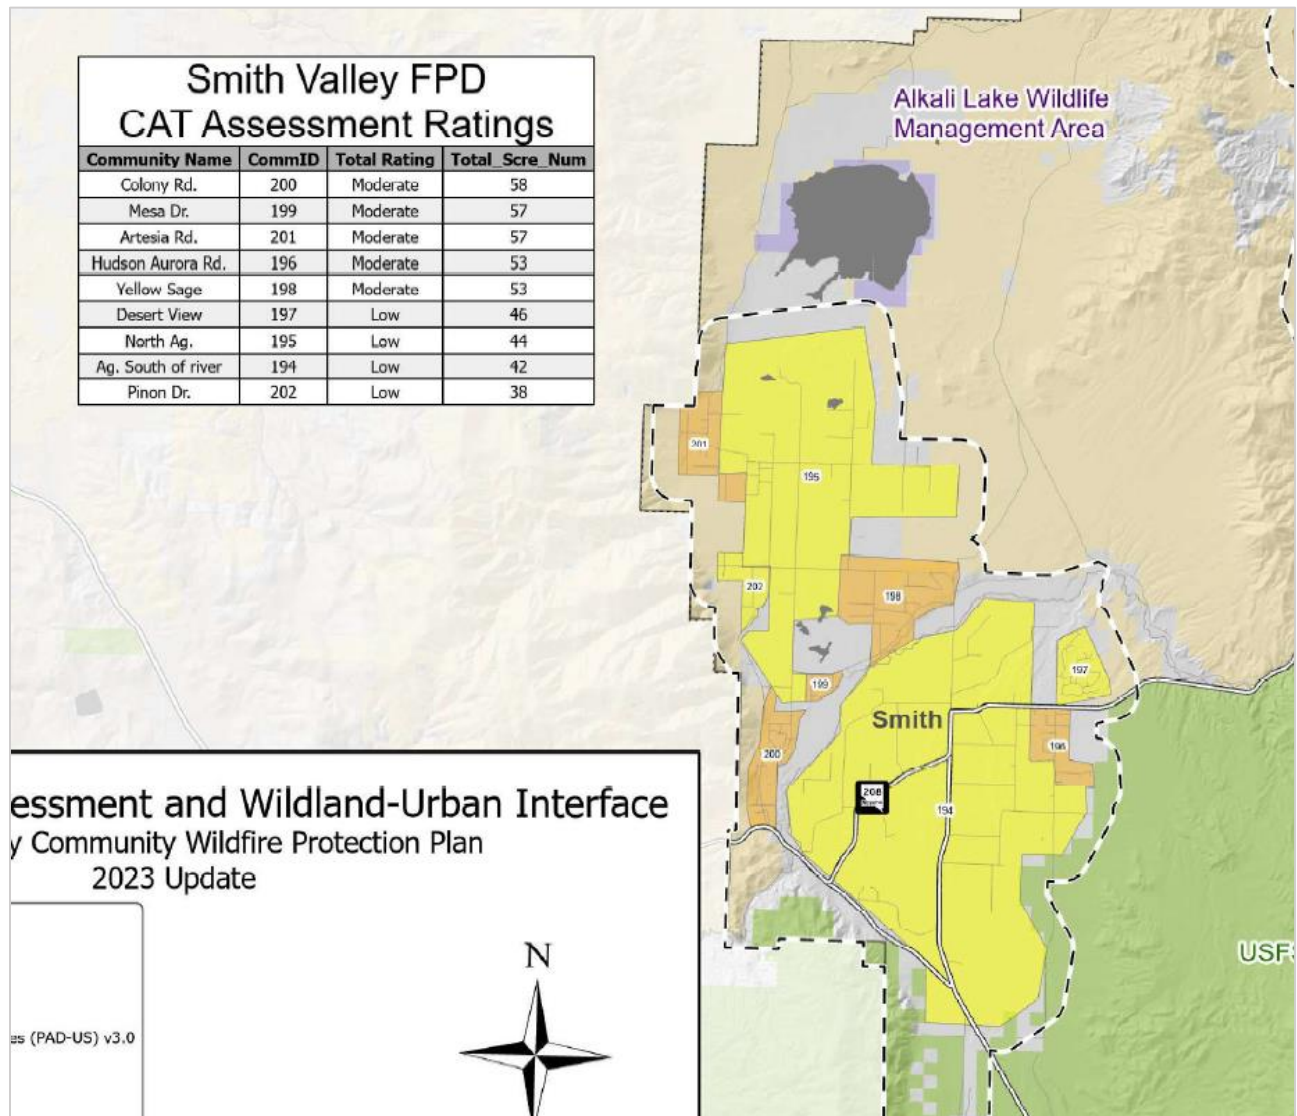 Smith Valley FPD
CAT Assessment Ratings
Community Name CommID Total Rating Total_Scre_Num
Colony Rd. 200 Moderate 58
Mesa Dr. 199 Moderate 57
Artesia Rd. 201 Moderate 57
Hudson Aurora Rd. 196 Moderate 53
Yellow Sage 198 Moderate 53
Desert View 197 Low 46
North Ag. 195 Low 44
Ag. South of river 194 Low 42
Pinon Dr. 202 Low 38
Alkali Lake Wildlife
Management Area
201
195
202
198
197
199
Smith
200
196
208
194
USFS
essment and Wildland-Urban Interface
y Community Wildfire Protection Plan
2023 Update
N
es (PAD-US) v3.0